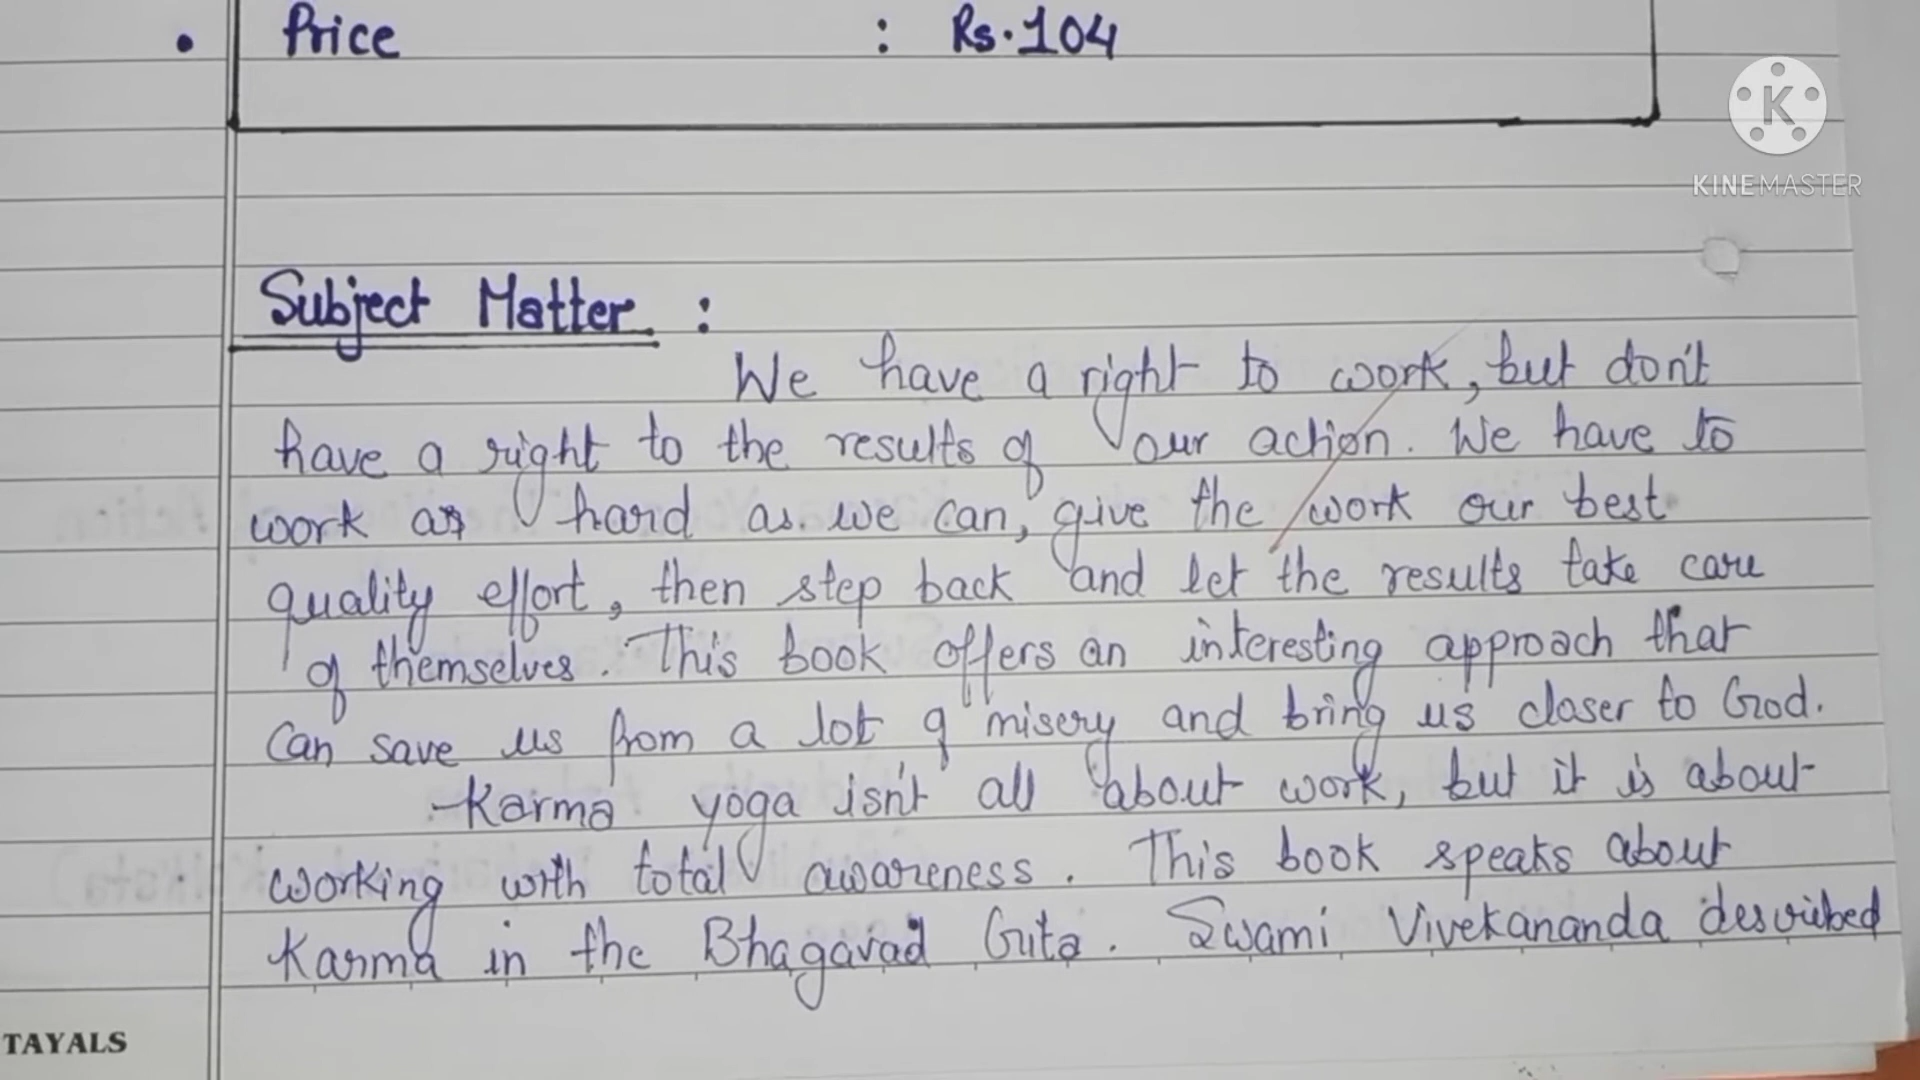 • Price : Rs.104
KINEMASTER
Subject Matter :
We have a right to work, but don't
have a right to the results of our action. We have to
work as hard as we can, give the work our best
quality effort, then step back and let the results take care
of themselves. This book offers an interesting approach that
can save us from a lot of misery and bring us closer to God.
Karma yoga isn't all about work, but it is about
working with total awareness. This book speaks about
Karma in the Bhagavad Gita. Swami Vivekananda described
TAYALS